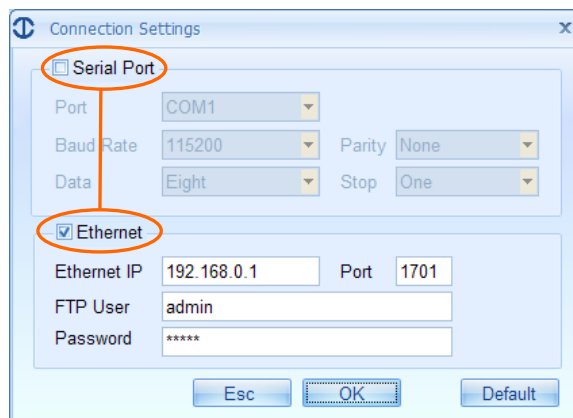 Connection Settings x
Serial Port
Port COM1
Baud Rate 115200 Parity None
Data Eight Stop One
Ethernet
Ethernet IP 192.168.0.1 Port 1701
FTP User admin
Password *****
Esc OK Default